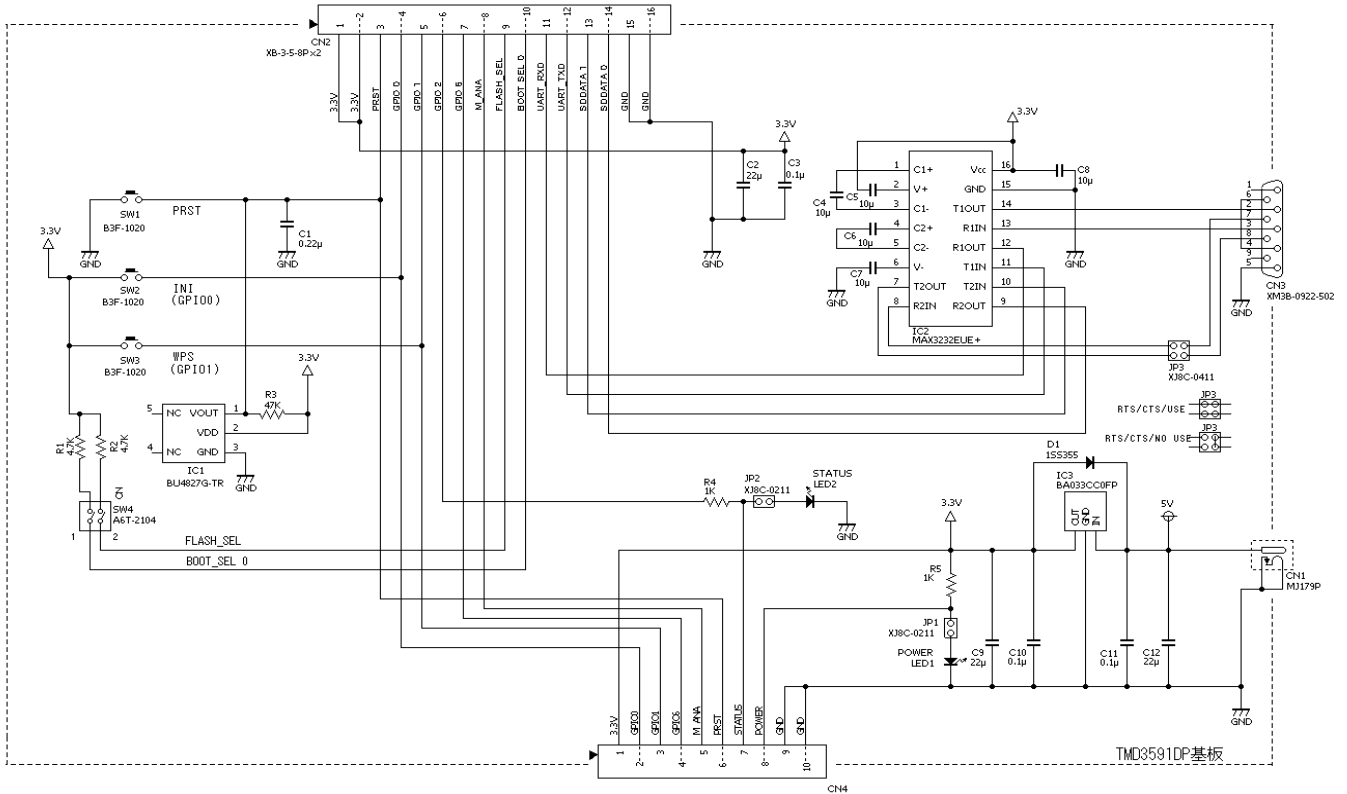 1 2 3 4 5 6 7 8 9 10 11 12 13 14 15 16
CN2
XB-3-5-8P×2
3.3V
3.3V
PRST
GPIO 0
GPIO 1
GPIO 2
GPIO 6
M_ANA
FLASH_SEL
BOOT SEL 0
UART_RXD
UART_TXD
SDDATA 1
SDDATA 0
GND
GND
3.3V
C2
22μ
C3
0.1μ
GND
3.3V
1 C1+
2 V+
3 C1-
4 C2+
5 C2-
6 V-
7 T2OUT
8 R2IN
Vcc 16
GND 15
T1OUT 14
R1IN 13
R1OUT 12
T1IN 11
T2IN 10
R2OUT 9
IC2
MAX3232EUE+
C4
10μ
C5
10μ
C6
10μ
C7
10μ
GND
C8
10μ
GND
1
6
2
7
3
8
4
9
5
CN3
XM3B-0922-502
GND
JP3
XJ8C-0411
JP3
RTS/CTS/USE
JP3
RTS/CTS/NO USE
SW1
B3F-1020
PRST
GND
C1
0.22μ
GND
3.3V
SW2
B3F-1020
INI
(GPIO0)
SW3
B3F-1020
WPS
(GPIO1)
3.3V
R3
47K
5 NC VOUT 1
VDD 2
4 NC GND 3
IC1
BU4827G-TR
GND
R1
4.7K
R2
4.7K
CN
SW4
A6T-2104
1 2
FLASH_SEL
BOOT_SEL 0
R4
1K
JP2
XJ8C-0211
STATUS
LED2
GND
D1
1SS355
IC3
BA033CC0FP
OUT
GND
IN
3.3V
5V
R5
1K
JP1
XJ8C-0211
POWER
LED1
C9
22μ
C10
0.1μ
C11
0.1μ
C12
22μ
CN1
MJ179P
GND
3.3V
GPIO0
GPIO1
GPIO6
M_ANA
PRST
STATUS
POWER
GND
GND
1 2 3 4 5 6 7 8 9 10
CN4
TMD3591DP基板